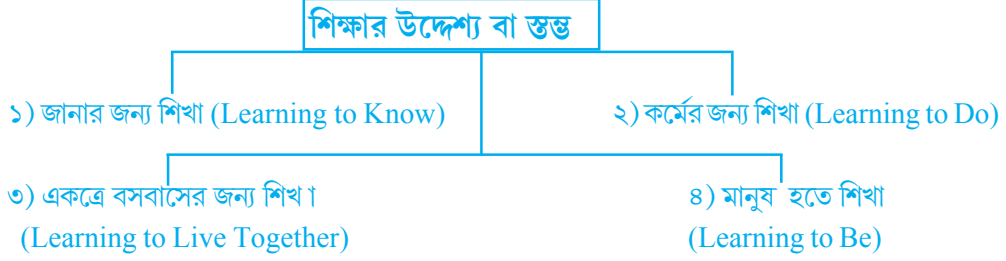 শিক্ষার উদ্দেশ্য বা স্তম্ভ
১) জানার জন্য শিখা (Learning to Know)
২) কর্মের জন্য শিখা (Learning to Do)
৩) একত্রে বসবাসের জন্য শিখা
(Learning to Live Together)
৪) মানুষ হতে শিখা
(Learning to Be)